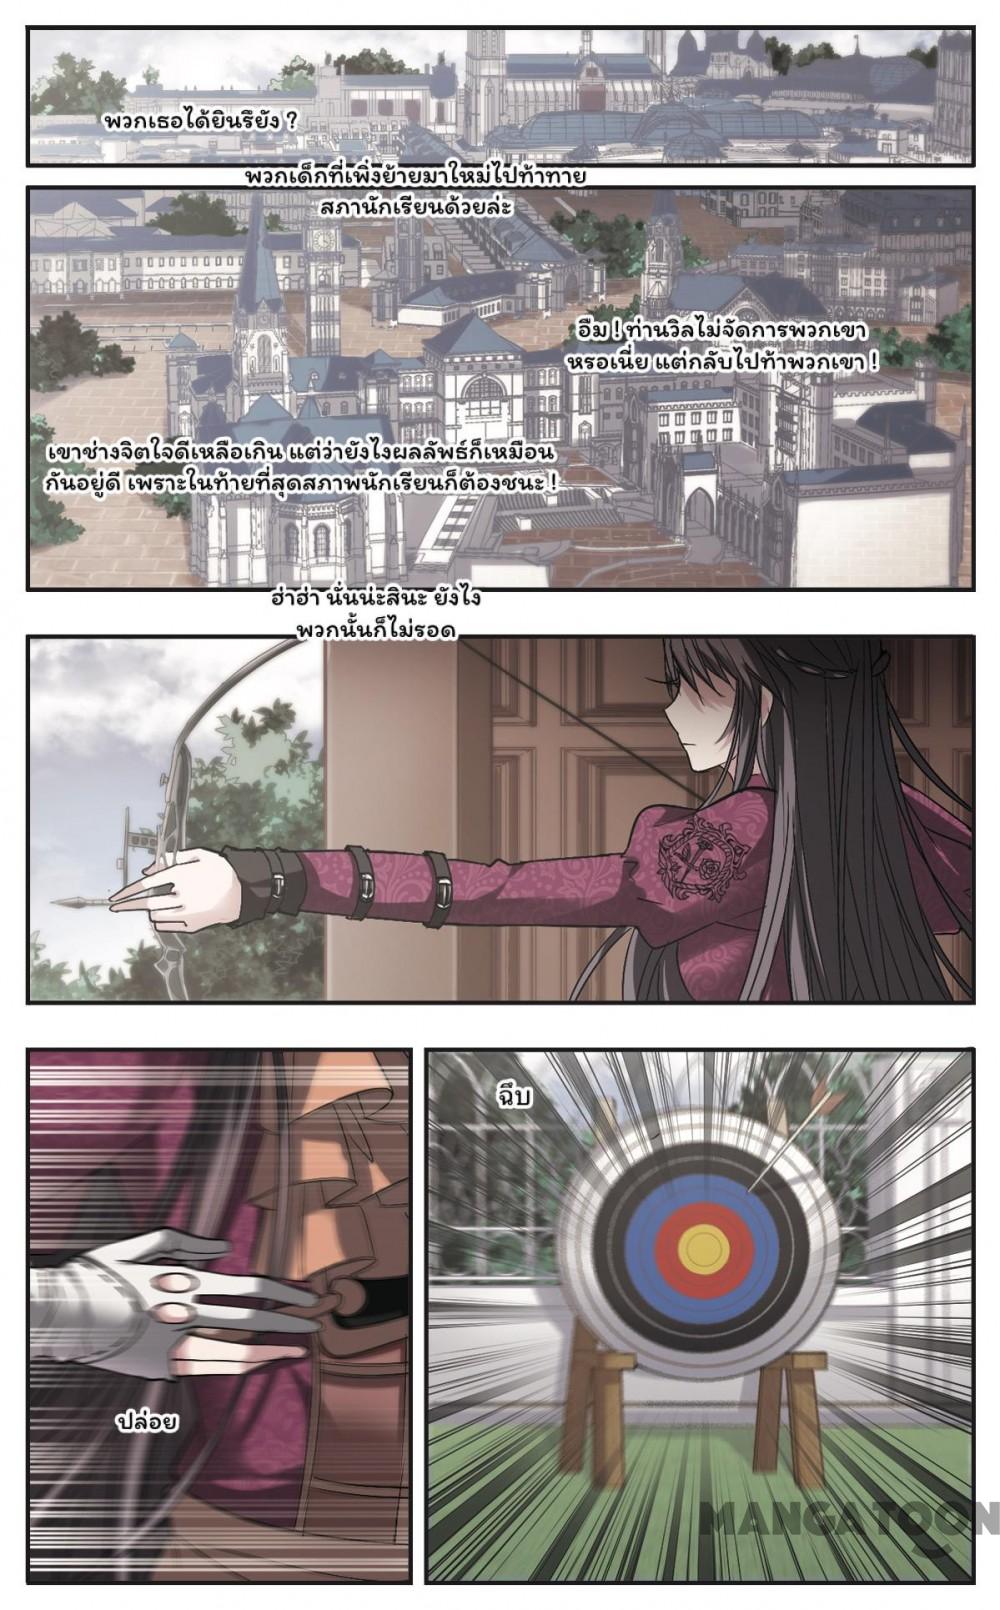 พวกเธอได้ยินรึยัง ?
พวกเด็กที่เพิ่งย้ายมาใหม่ไปท้าทาย
สภานักเรียนด้วยล่ะ
อืม ! ท่านวิลไม่จัดการพวกเขา
หรอเนี่ย แต่กลับไปท้าพวกเขา !
เขาช่างจิตใจดีเหลือเกิน แต่ว่ายังไงผลลัพธ์ก็เหมือน
กันอยู่ดี เพราะในท้ายที่สุดสภาพนักเรียนก็ต้องชนะ !
ฮ่าฮ่า นั่นน่ะสินะ ยังไง
พวกนั้นก็ไม่รอด
ฉึบ
ปล่อย
MANGATOON